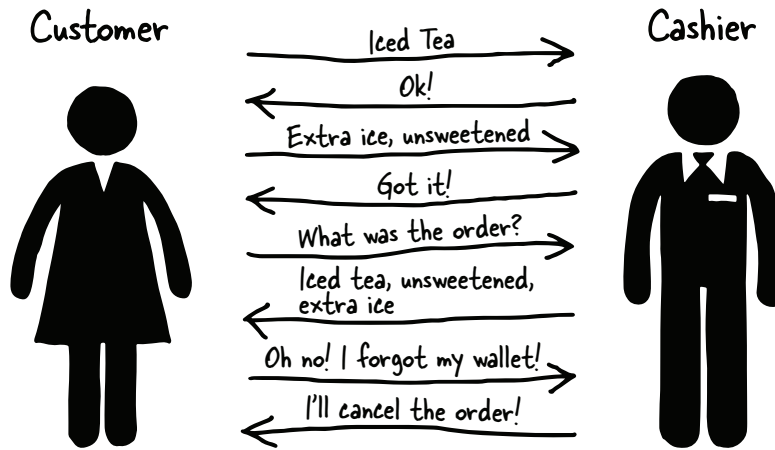 Customer
Cashier
Iced Tea
Ok!
Extra ice, unsweetened
Got it!
What was the order?
Iced tea, unsweetened,
extra ice
Oh no! I forgot my wallet!
I'll cancel the order!